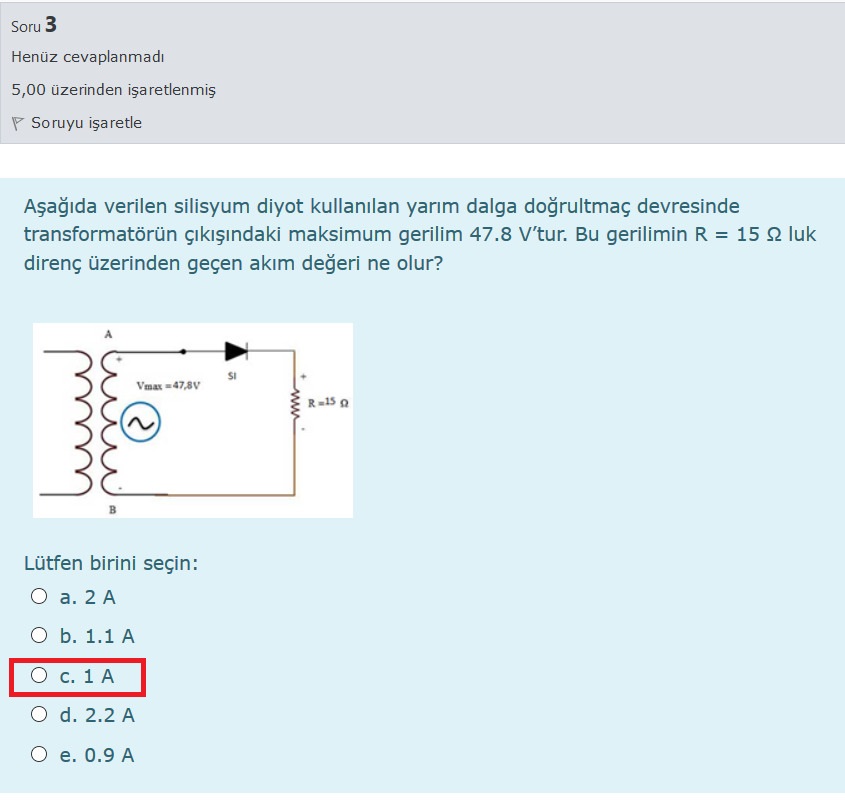 Soru 3
Henüz cevaplanmadı
5,00 üzerinden işaretlenmiş
Soruyu işaretle
Aşağıda verilen silisyum diyot kullanılan yarım dalga doğrultmaç devresinde
transformatörün çıkışındaki maksimum gerilim 47.8 V’tur. Bu gerilimin R = 15 Ω luk
direnç üzerinden geçen akım değeri ne olur?
A
+
SI
+
Vmax =47,8V
R =15 Ω
-
-
B
Lütfen birini seçin:
a. 2 A
b. 1.1 A
c. 1 A
d. 2.2 A
e. 0.9 A